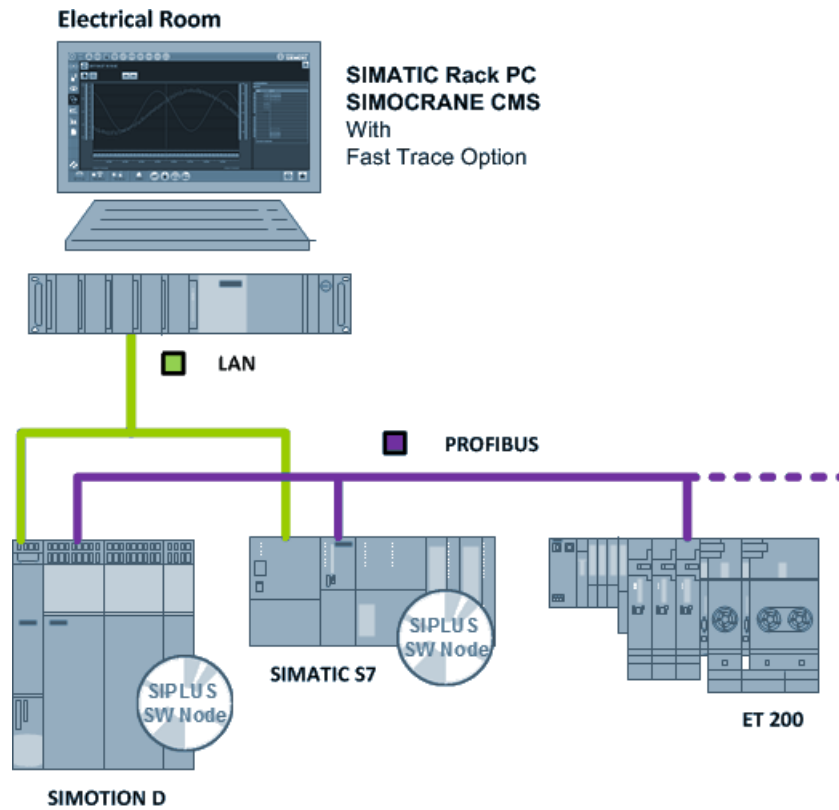 Electrical Room
SIMATIC Rack PC
SIMOCRANE CMS
With
Fast Trace Option
LAN
PROFIBUS
SIPLUS
SW Node
SIMATIC S7
SIPLUS
SW Node
ET 200
SIMOTION D